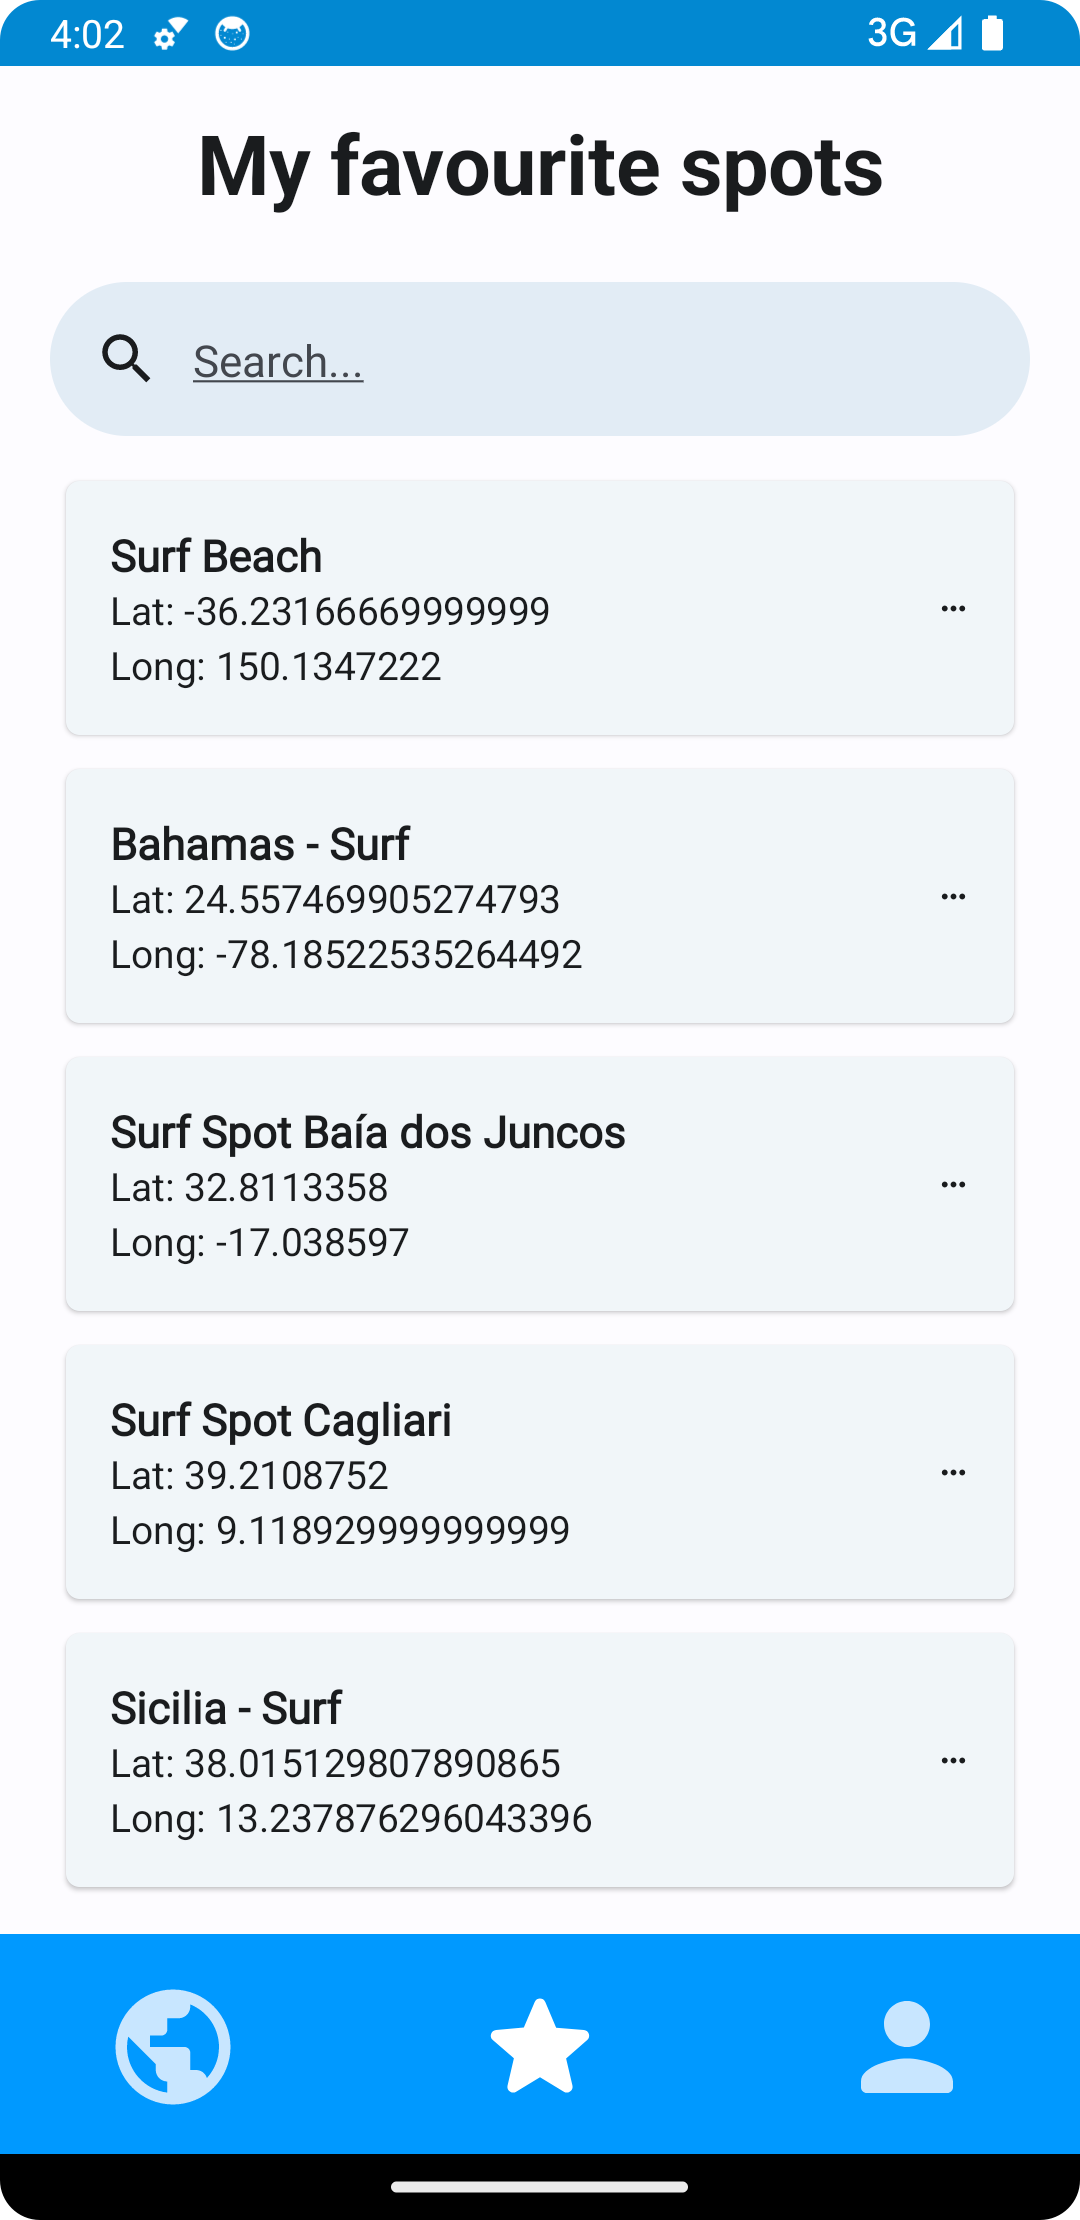 4:02
3G
My favourite spots
Search...
Surf Beach
Lat: -36.23166669999999
Long: 150.1347222
Bahamas - Surf
Lat: 24.557469905274793
Long: -78.18522535264492
Surf Spot Baía dos Juncos
Lat: 32.8113358
Long: -17.038597
Surf Spot Cagliari
Lat: 39.2108752
Long: 9.118929999999999
Sicilia - Surf
Lat: 38.015129807890865
Long: 13.237876296043396